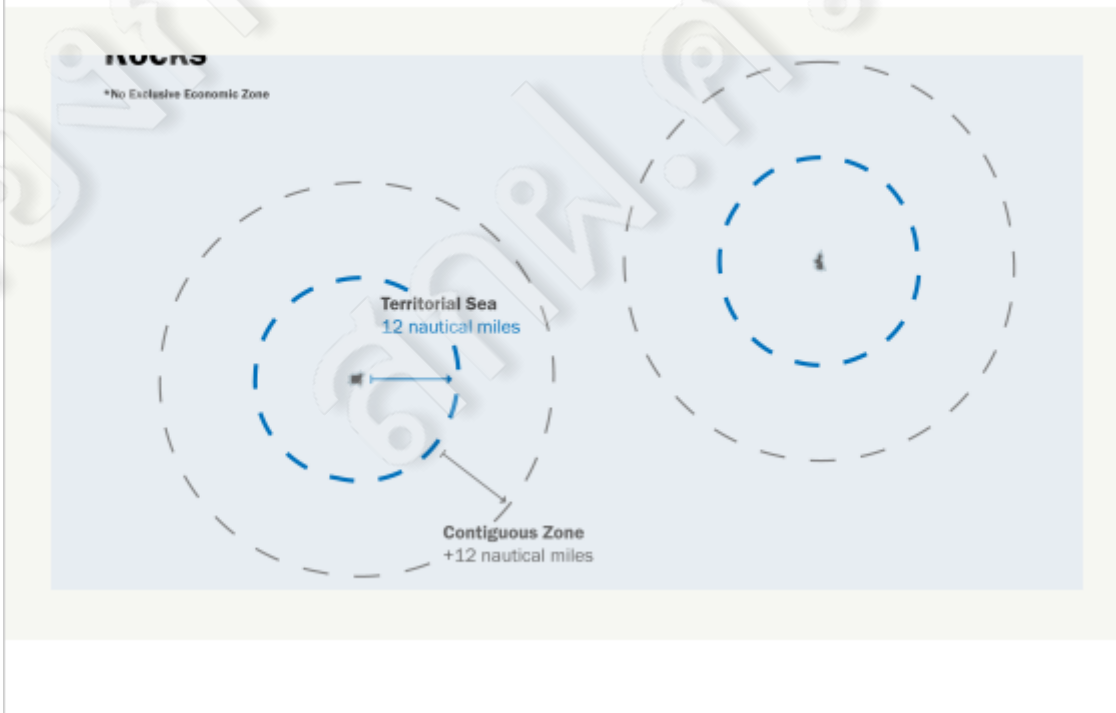 Rocks
*No Exclusive Economic Zone
Territorial Sea
12 nautical miles
Contiguous Zone
+12 nautical miles